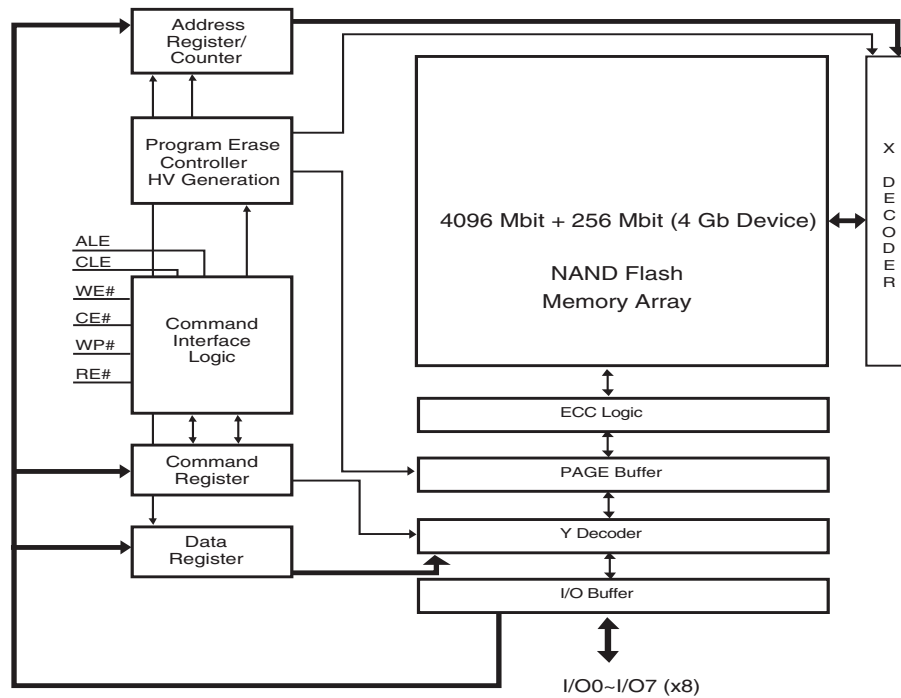 Address
Register/
Counter
Program Erase
Controller
HV Generation
ALE
CLE
WE#
CE#
WP#
RE#
Command
Interface
Logic
Command
Register
Data
Register
4096 Mbit + 256 Mbit (4 Gb Device)
NAND Flash
Memory Array
X
DECODER
ECC Logic
PAGE Buffer
Y Decoder
I/O Buffer
I/O0~I/O7 (x8)